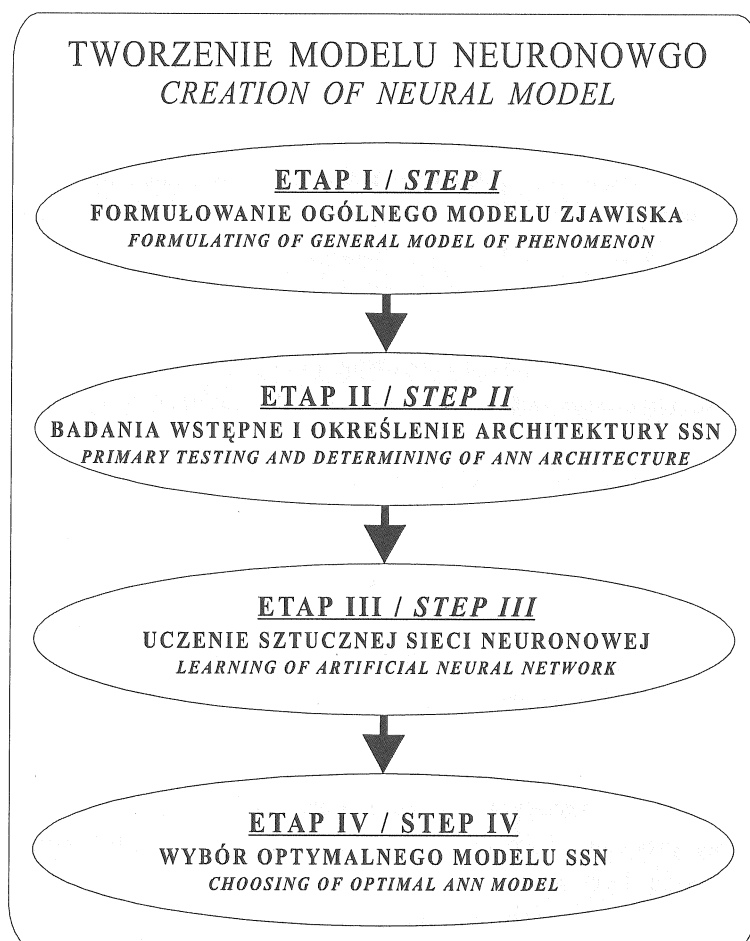 TWORZENIE MODELU NEURONOWGO
CREATION OF NEURAL MODEL
ETAP I / STEP I
FORMUŁOWANIE OGÓLNEGO MODELU ZJAWISKA
FORMULATING OF GENERAL MODEL OF PHENOMENON
ETAP II / STEP II
BADANIA WSTĘPNE I OKREŚLENIE ARCHITEKTURY SSN
PRIMARY TESTING AND DETERMINING OF ANN ARCHITECTURE
ETAP III / STEP III
UCZENIE SZTUCZNEJ SIECI NEURONOWEJ
LEARNING OF ARTIFICIAL NEURAL NETWORK
ETAP IV / STEP IV
WYBÓR OPTYMALNEGO MODELU SSN
CHOOSING OF OPTIMAL ANN MODEL